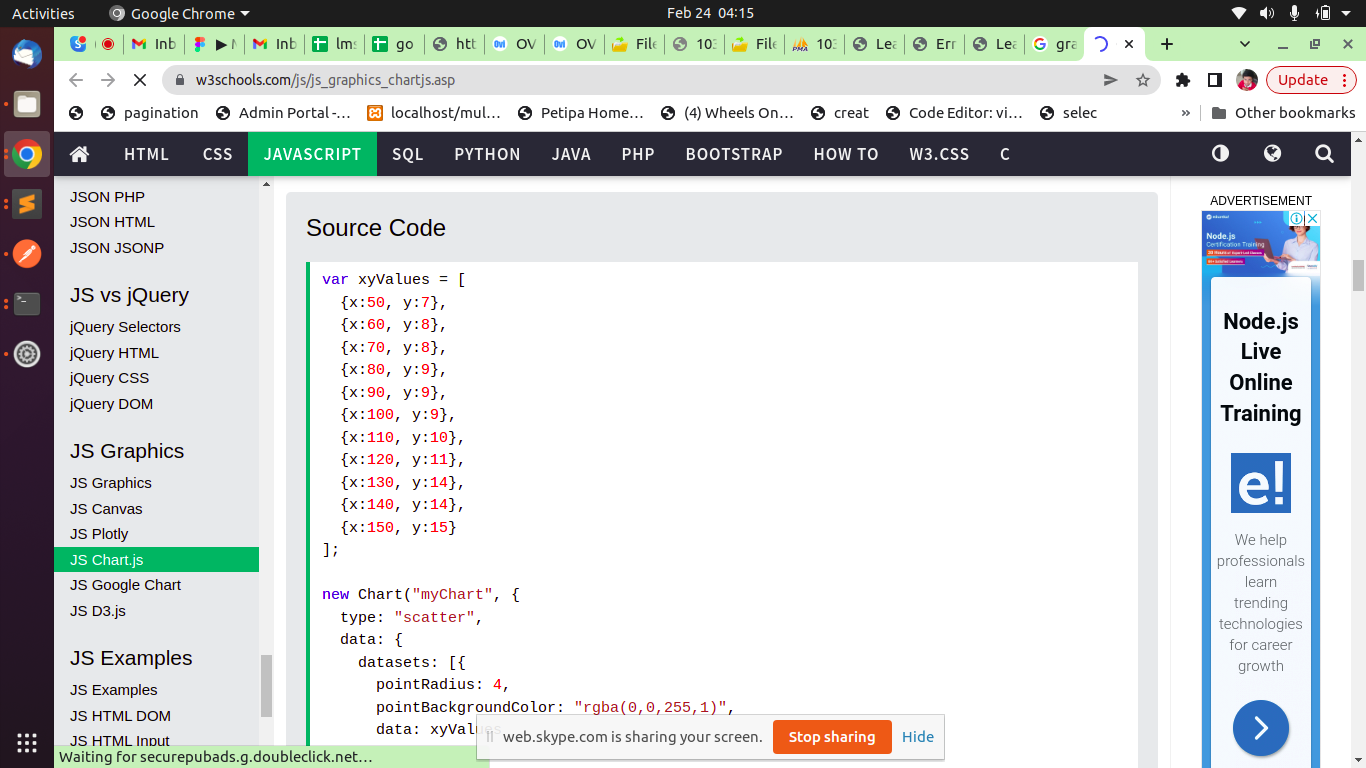 Activities Google Chrome Feb 24 04:15
Inb ▶ M Inb lms go htt OV OV File 103 File 103 Lea Err Lea gra
w3schools.com/js/js_graphics_chartjs.asp Update
pagination Admin Portal -… localhost/mul… Petipa Home… (4) Wheels On… creat Code Editor: vi… selec » Other bookmarks
HTML CSS JAVASCRIPT SQL PYTHON JAVA PHP BOOTSTRAP HOW TO W3.CSS C
JSON PHP
JSON HTML
JSON JSONP
JS vs jQuery
jQuery Selectors
jQuery HTML
jQuery CSS
jQuery DOM
JS Graphics
JS Graphics
JS Canvas
JS Plotly
JS Chart.js
JS Google Chart
JS D3.js
JS Examples
JS Examples
JS HTML DOM
JS HTML Input
Source Code
var xyValues = [
{x:50, y:7},
{x:60, y:8},
{x:70, y:8},
{x:80, y:9},
{x:90, y:9},
{x:100, y:9},
{x:110, y:10},
{x:120, y:11},
{x:130, y:14},
{x:140, y:14},
{x:150, y:15}
];
new Chart("myChart", {
type: "scatter",
data: {
datasets: [{
pointRadius: 4,
pointBackgroundColor: "rgba(0,0,255,1)",
data: xyValues
ADVERTISEMENT
Node.js
Certification Training
Node.js
Live
Online
Training
e!
We help
professionals
learn
trending
technologies
for career
growth
web.skype.com is sharing your screen. Stop sharing Hide
Waiting for securepubads.g.doubleclick.net…